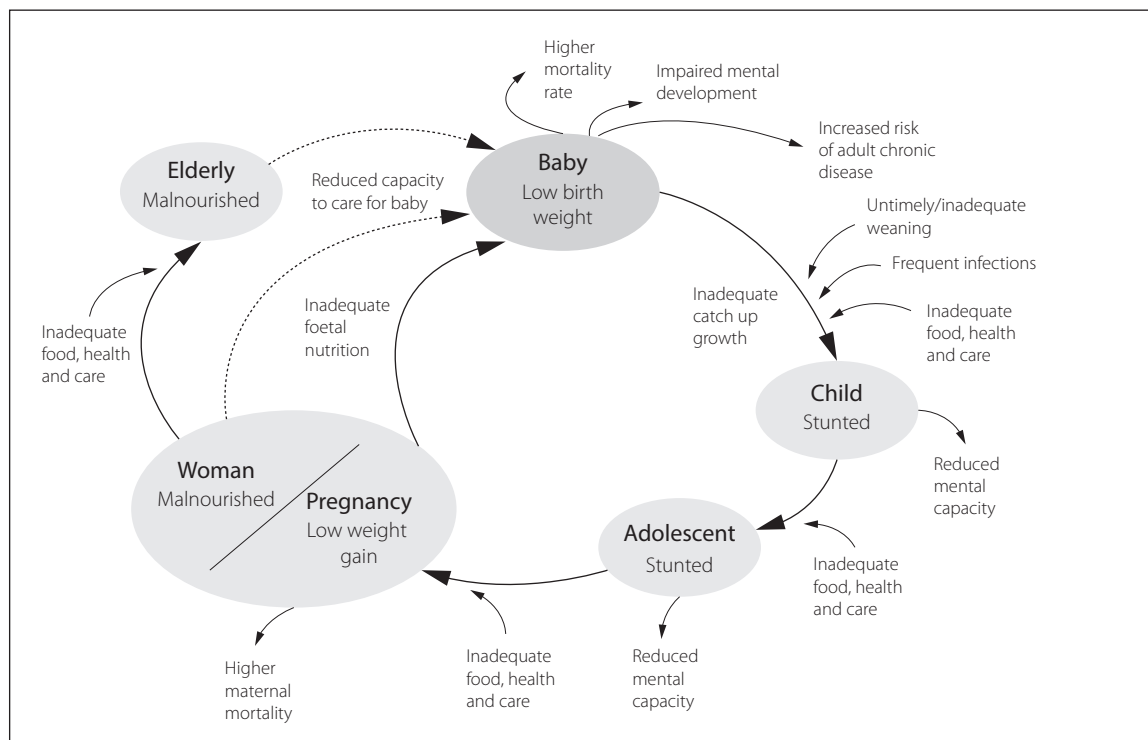 Higher
mortality
rate
Impaired mental
development
Increased risk
of adult chronic
disease
Elderly
Malnourished
Reduced capacity
to care for baby
Baby
Low birth
weight
Untimely/inadequate
weaning
Frequent infections
Inadequate
food, health
and care
Inadequate
catch up
growth
Inadequate
foetal
nutrition
Inadequate
food, health
and care
Child
Stunted
Reduced
mental
capacity
Woman
Malnourished
Pregnancy
Low weight
gain
Adolescent
Stunted
Inadequate
food, health
and care
Higher
maternal
mortality
Inadequate
food, health
and care
Reduced
mental
capacity